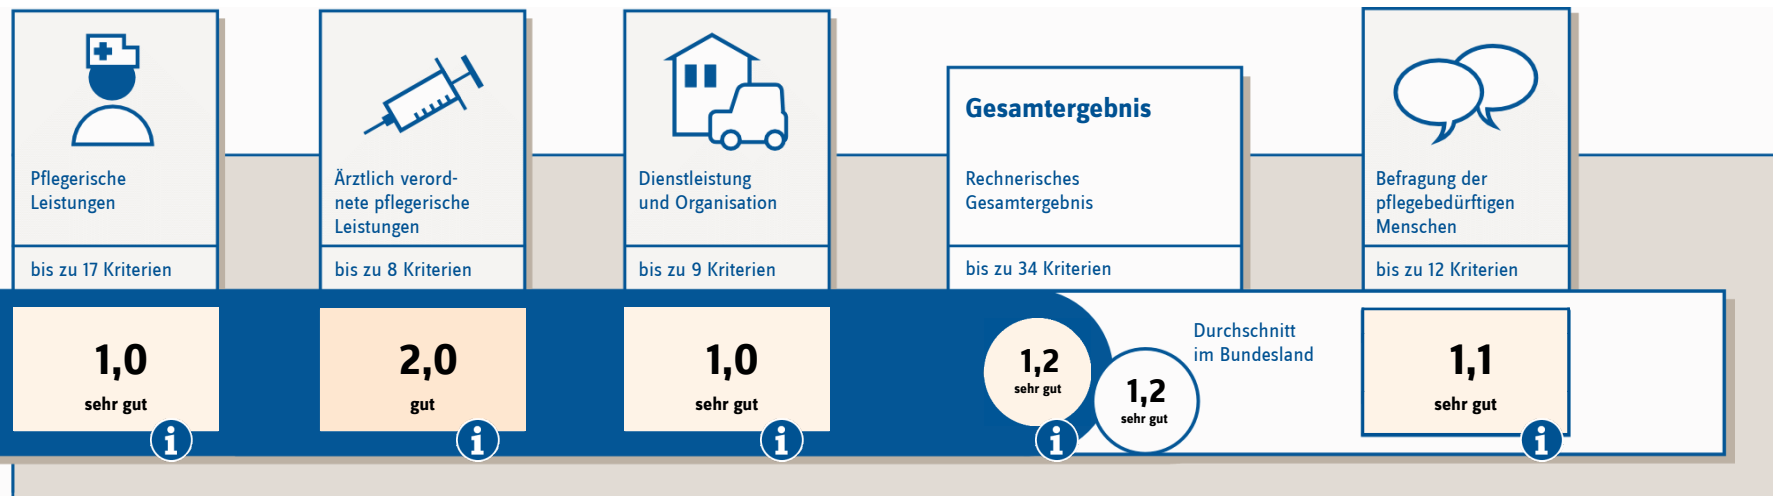 Pflegerische
Leistungen
bis zu 17 Kriterien
1,0
sehr gut
i
Ärztlich verord-
nete pflegerische
Leistungen
bis zu 8 Kriterien
2,0
gut
i
Dienstleistung
und Organisation
bis zu 9 Kriterien
1,0
sehr gut
i
Gesamtergebnis
Rechnerisches
Gesamtergebnis
bis zu 34 Kriterien
1,2
sehr gut
i
1,2
sehr gut
Durchschnitt
im Bundesland
Befragung der
pflegebedürftigen
Menschen
bis zu 12 Kriterien
1,1
sehr gut
i